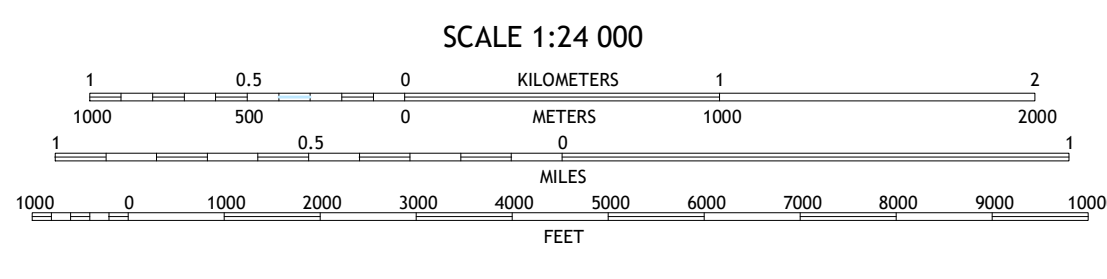 SCALE 1:24 000
1 0.5 0 KILOMETERS 1 2
1000 500 0 METERS 1000 2000
1 0.5 0 1
MILES
1000 0 1000 2000 3000 4000 5000 6000 7000 8000 9000 1000
FEET